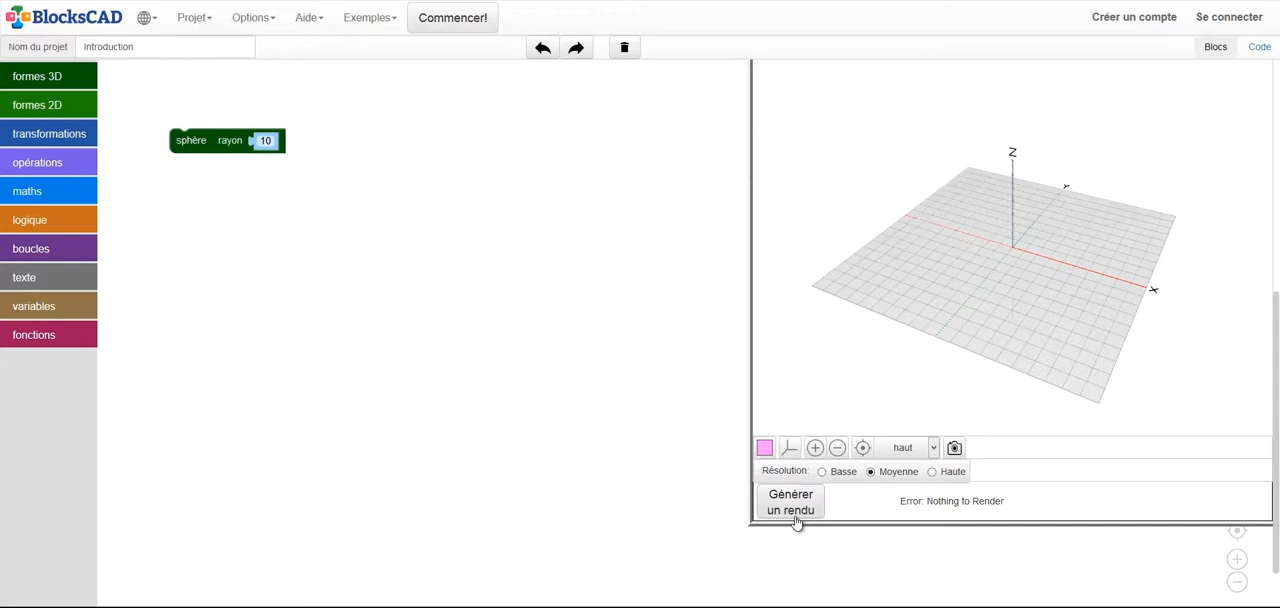 BlocksCAD Projet Options Aide Exemples Commencer! Créer un compte Se connecter
Nom du projet Introduction Blocs Code
formes 3D
formes 2D
transformations
opérations
maths
logique
boucles
texte
variables
fonctions
sphère rayon 10
Z
Y
X
haut
Résolution: Basse Moyenne Haute
Générer
un rendu
Error: Nothing to Render